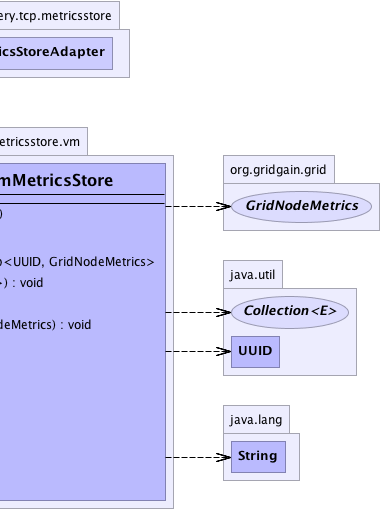 ery.tcp.metricsstore
icsStoreAdapter
etricsstore.vm
mMetricsStore
)
<UUID, GridNodeMetrics>
>) : void
deMetrics) : void
org.gridgain.grid
GridNodeMetrics
java.util
Collection<E>
UUID
java.lang
String